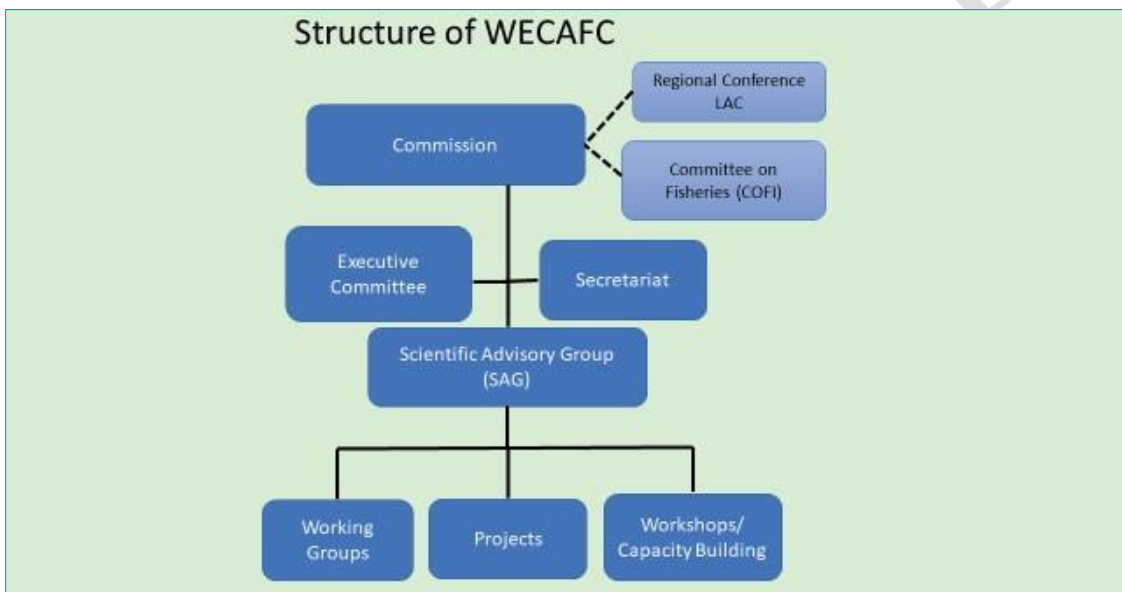 Structure of WECAFC
Regional Conference
LAC
Commission
Committee on
Fisheries (COFI)
Executive
Committee
Secretariat
Scientific Advisory Group
(SAG)
Working
Groups
Projects
Workshops/
Capacity Building